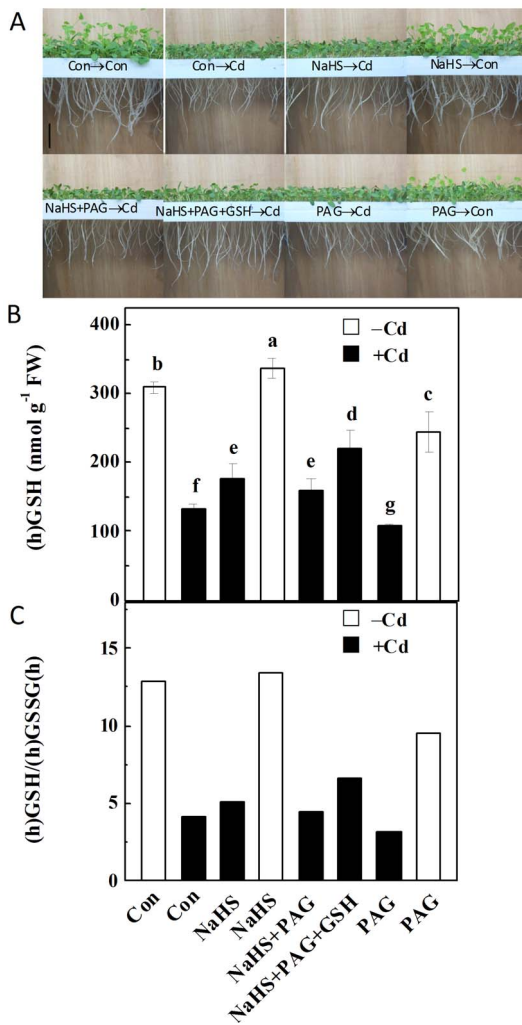 A
Con→Con
Con→Cd
NaHS→Cd
NaHS→Con
NaHS+PAG→Cd
NaHS+PAG+GSH→Cd
PAG→Cd
PAG→Con
B
(h)GSH (nmol g⁻¹ FW)
400
300
200
100
0
–Cd
+Cd
b
f
e
a
e
d
g
c
C
(h)GSH/(h)GSSG(h)
15
10
5
0
–Cd
+Cd
Con
Con
NaHS
NaHS
NaHS+PAG
NaHS+PAG+GSH
PAG
PAG